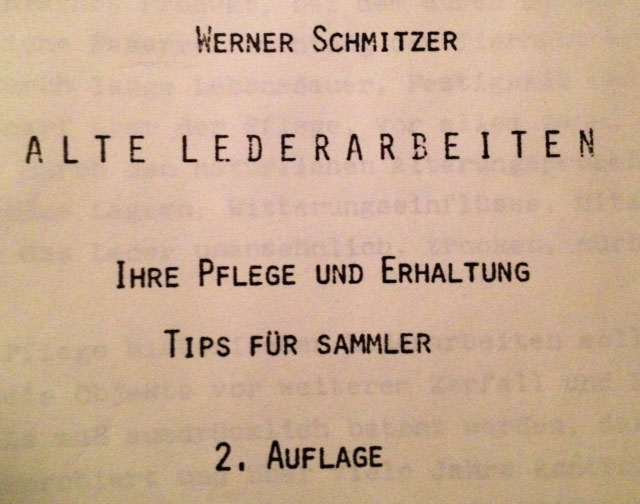 WERNER SCHMITZER
ALTE LEDERARBEITEN
IHRE PFLEGE UND ERHALTUNG
TIPS FÜR SAMMLER
2. AUFLAGE